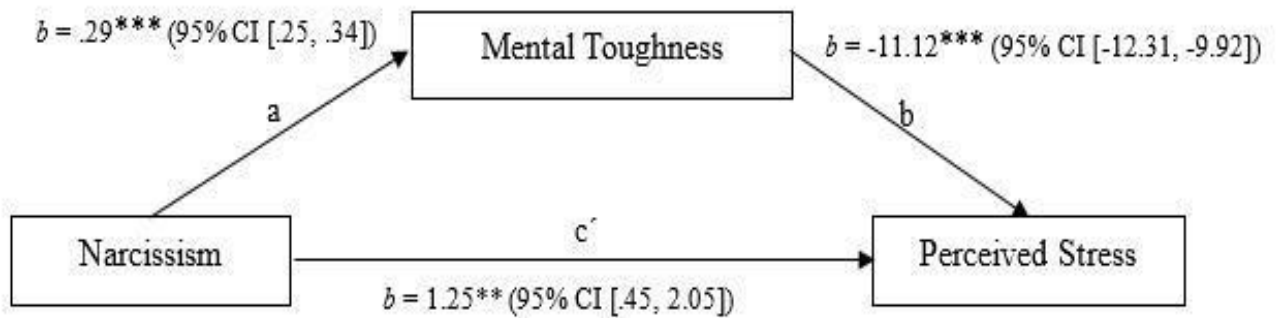 b = .29*** (95% CI [.25, .34])
Mental Toughness
b = -11.12*** (95% CI [-12.31, -9.92])
a
b
Narcissism
c´
Perceived Stress
b = 1.25** (95% CI [.45, 2.05])